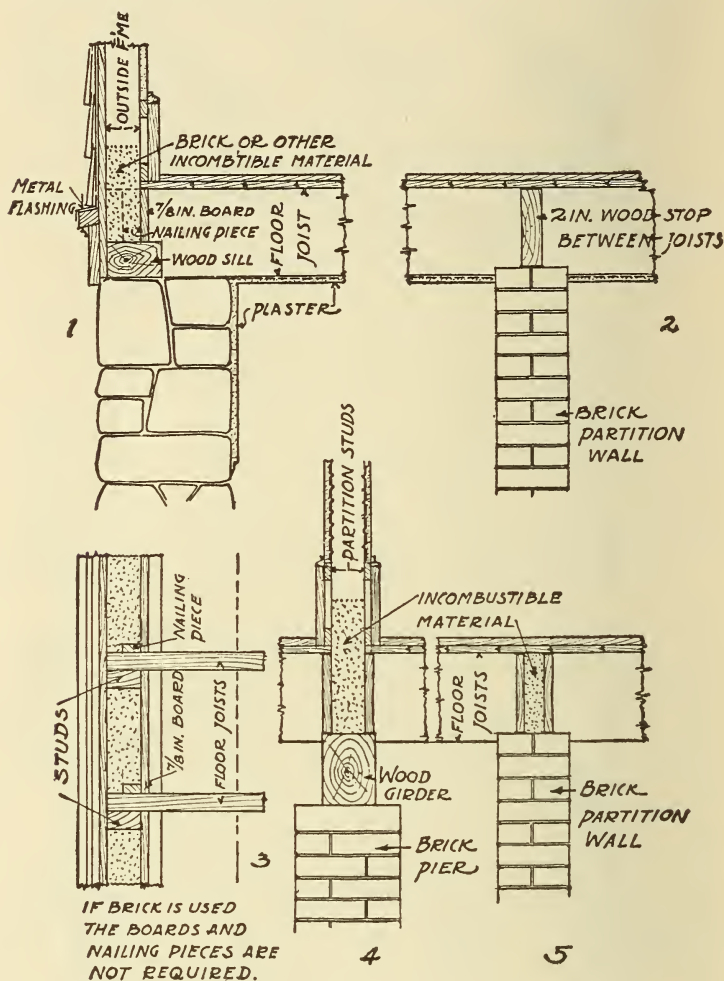 OUTSIDE F'ME
BRICK OR OTHER
INCOMB'TIBLE MATERIAL
METAL
FLASHING
7/8 IN. BOARD
NAILING PIECE
WOOD SILL
FLOOR
JOIST
PLASTER
1
2 IN. WOOD STOP
BETWEEN JOISTS
2
BRICK
PARTITION
WALL
NAILING
PIECE
STUDS
7/8 IN. BOARD
FLOOR JOISTS
3
IF BRICK IS USED
THE BOARDS AND
NAILING PIECES ARE
NOT REQUIRED.
PARTITION STUDS
INCOMBUSTIBLE
MATERIAL
WOOD
GIRDER
BRICK
PIER
4
FLOOR
JOISTS
BRICK
PARTITION
WALL
5